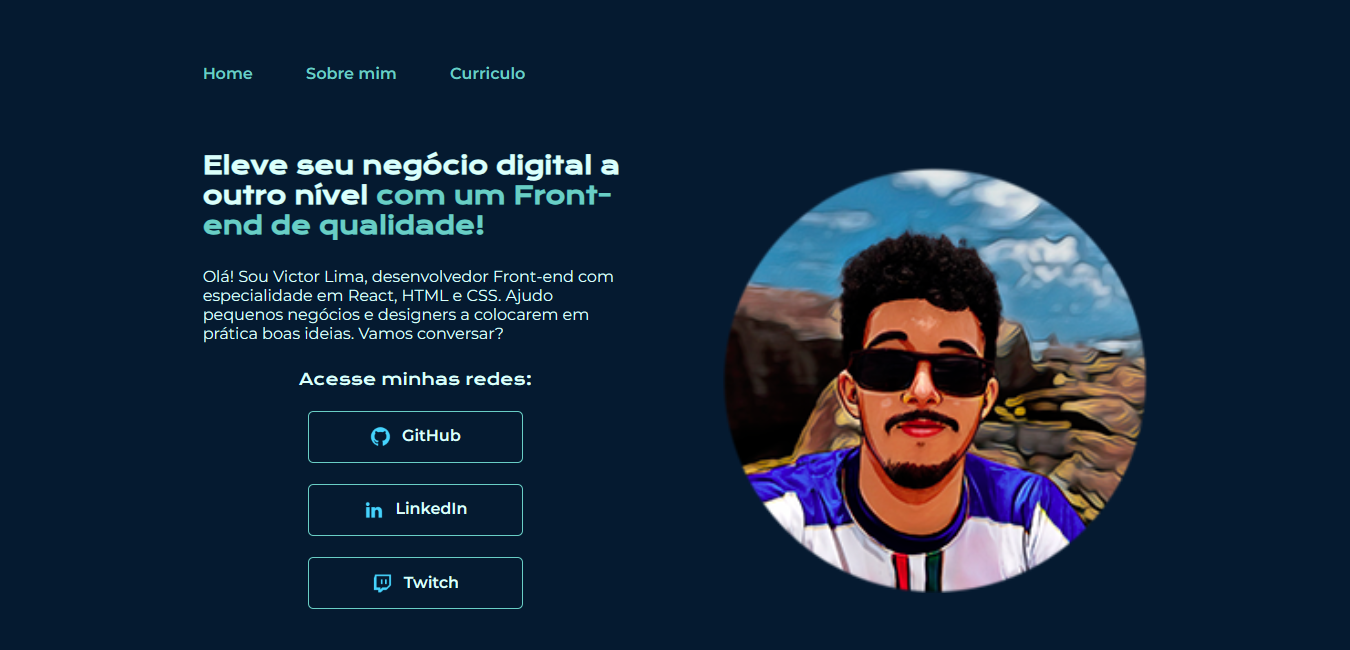 Home Sobre mim Curriculo
Eleve seu negócio digital a
outro nível com um Front-
end de qualidade!
Olá! Sou Victor Lima, desenvolvedor Front-end com
especialidade em React, HTML e CSS. Ajudo
pequenos negócios e designers a colocarem em
prática boas ideias. Vamos conversar?
Acesse minhas redes:
GitHub
LinkedIn
Twitch